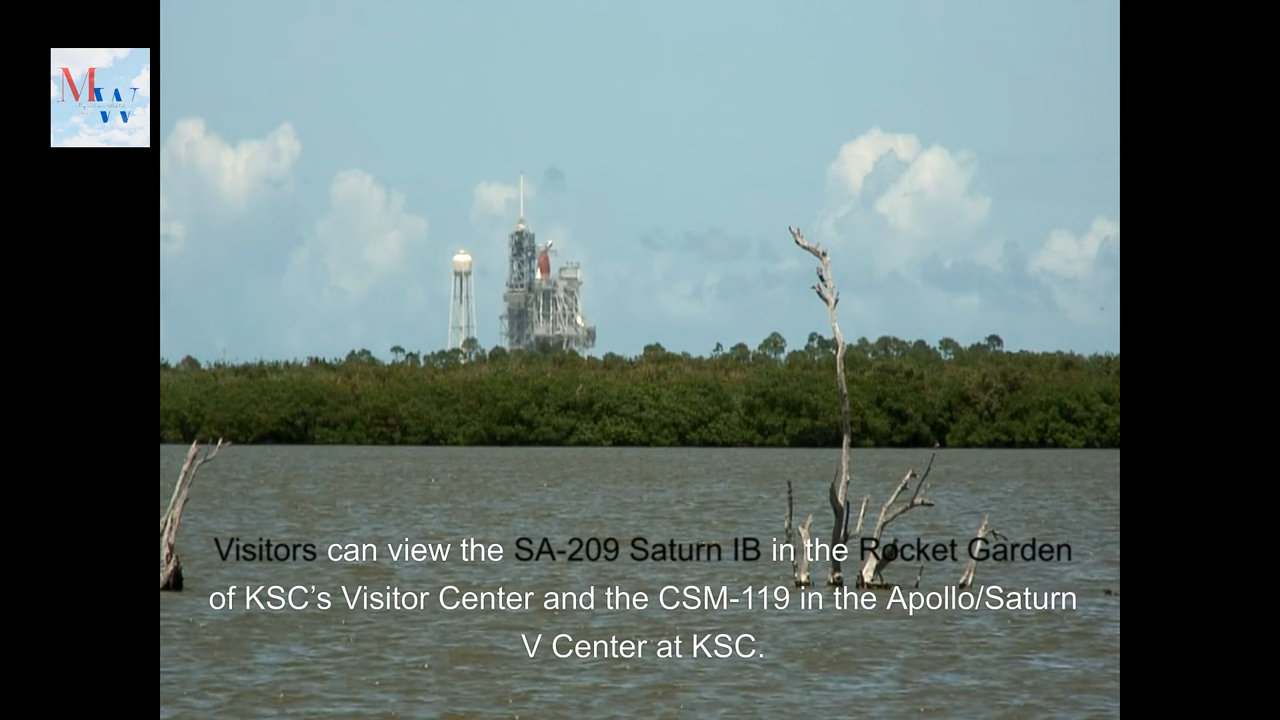 MWW
Visitors can view the SA-209 Saturn IB in the Rocket Garden
of KSC’s Visitor Center and the CSM-119 in the Apollo/Saturn
V Center at KSC.